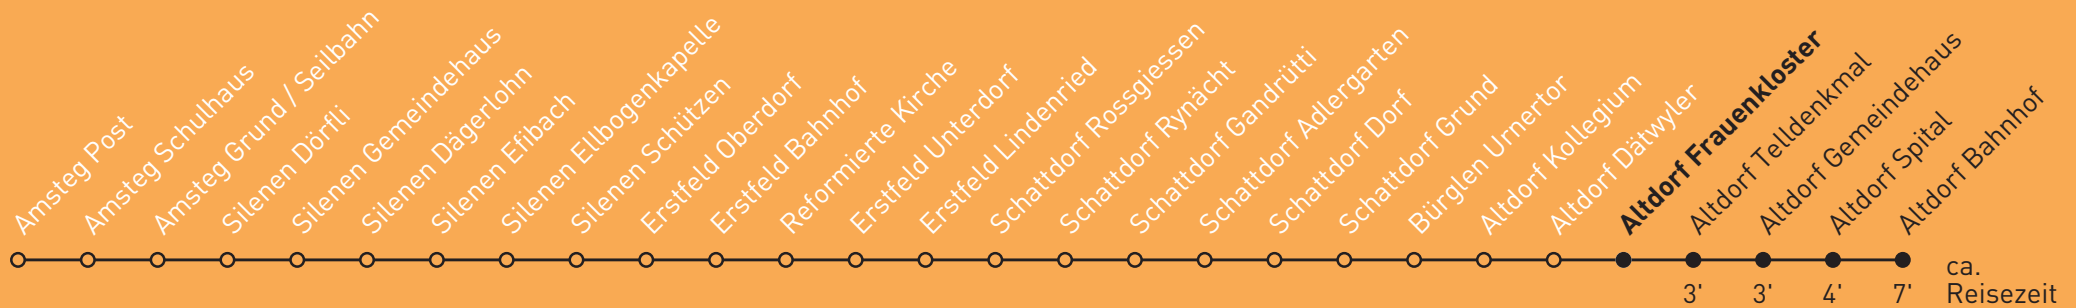 Amsteg Post
Amsteg Schulhaus
Amsteg Grund / Seilbahn
Silenen Dörfli
Silenen Gemeindehaus
Silenen Dägerlohn
Silenen Efibach
Silenen Ellbogenkapelle
Silenen Schützen
Erstfeld Oberdorf
Erstfeld Bahnhof
Reformierte Kirche
Erstfeld Unterdorf
Erstfeld Lindenried
Schattdorf Rossgiessen
Schattdorf Rynächt
Schattdorf Gandrütti
Schattdorf Adlergarten
Schattdorf Dorf
Schattdorf Grund
Bürglen Urnertor
Altdorf Kollegium
Altdorf Dätwyler
Altdorf Frauenkloster
Altdorf Telldenkmal
Altdorf Gemeindehaus
Altdorf Spital
Altdorf Bahnhof
3' 3' 4' 7'
ca.
Reisezeit